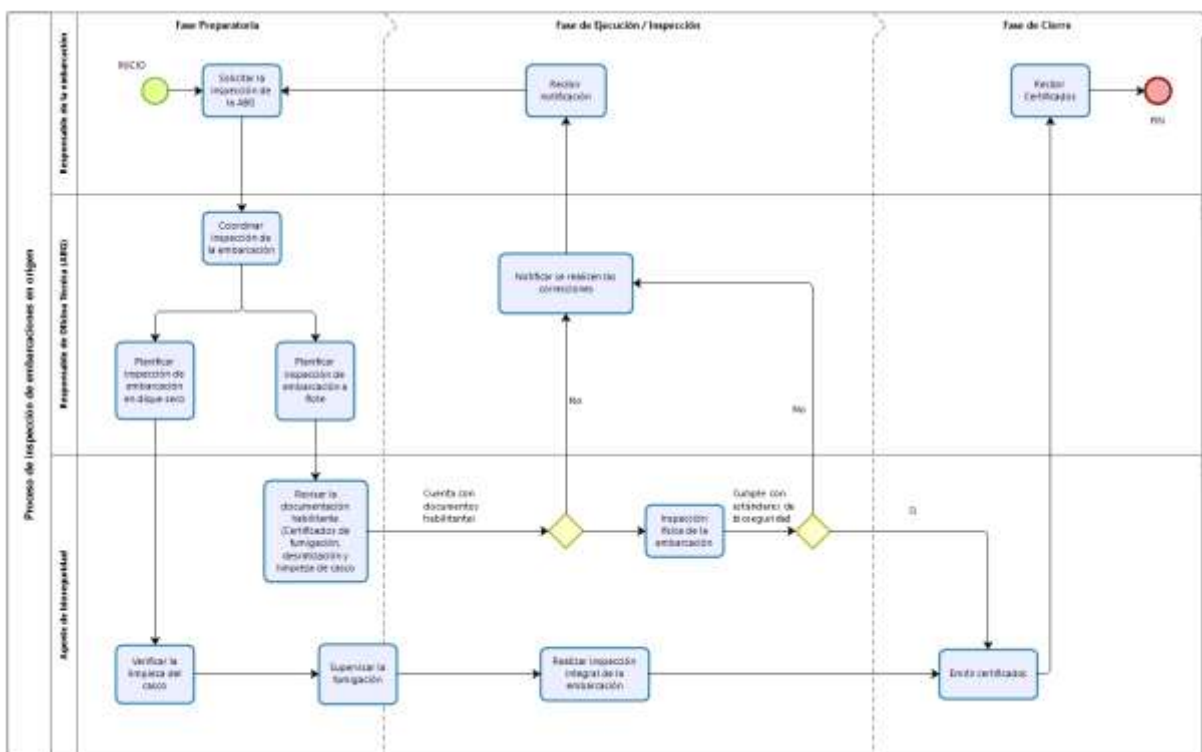 Fase Preparatoria
Fase de Ejecución / Inspección
Fase de Cierre
Proceso de inspección de embarcaciones en origen
Responsable de la embarcación
INICIO
Solicitar la
inspección de
la ABG
Recibir
notificación
Recibir
Certificados
FIN
Responsable de Oficina Técnica (ABG)
Coordinar
inspección de
la embarcación
Notificar se realicen las
correcciones
Planificar
inspección de
embarcación
en dique seco
Planificar
inspección de
embarcación a
flote
No
No
Agente de bioseguridad
Revisar la
documentación
habilitante
(Certificados de
fumigación,
desratización y
limpieza de casco
Cuenta con
documentos
habilitantes
Inspección
física de la
embarcación
Cumple con
estándares de
bioseguridad
Si
Verificar la
limpieza del
casco
Supervisar la
fumigación
Realizar inspección
integral de la
embarcación
Emitir certificados